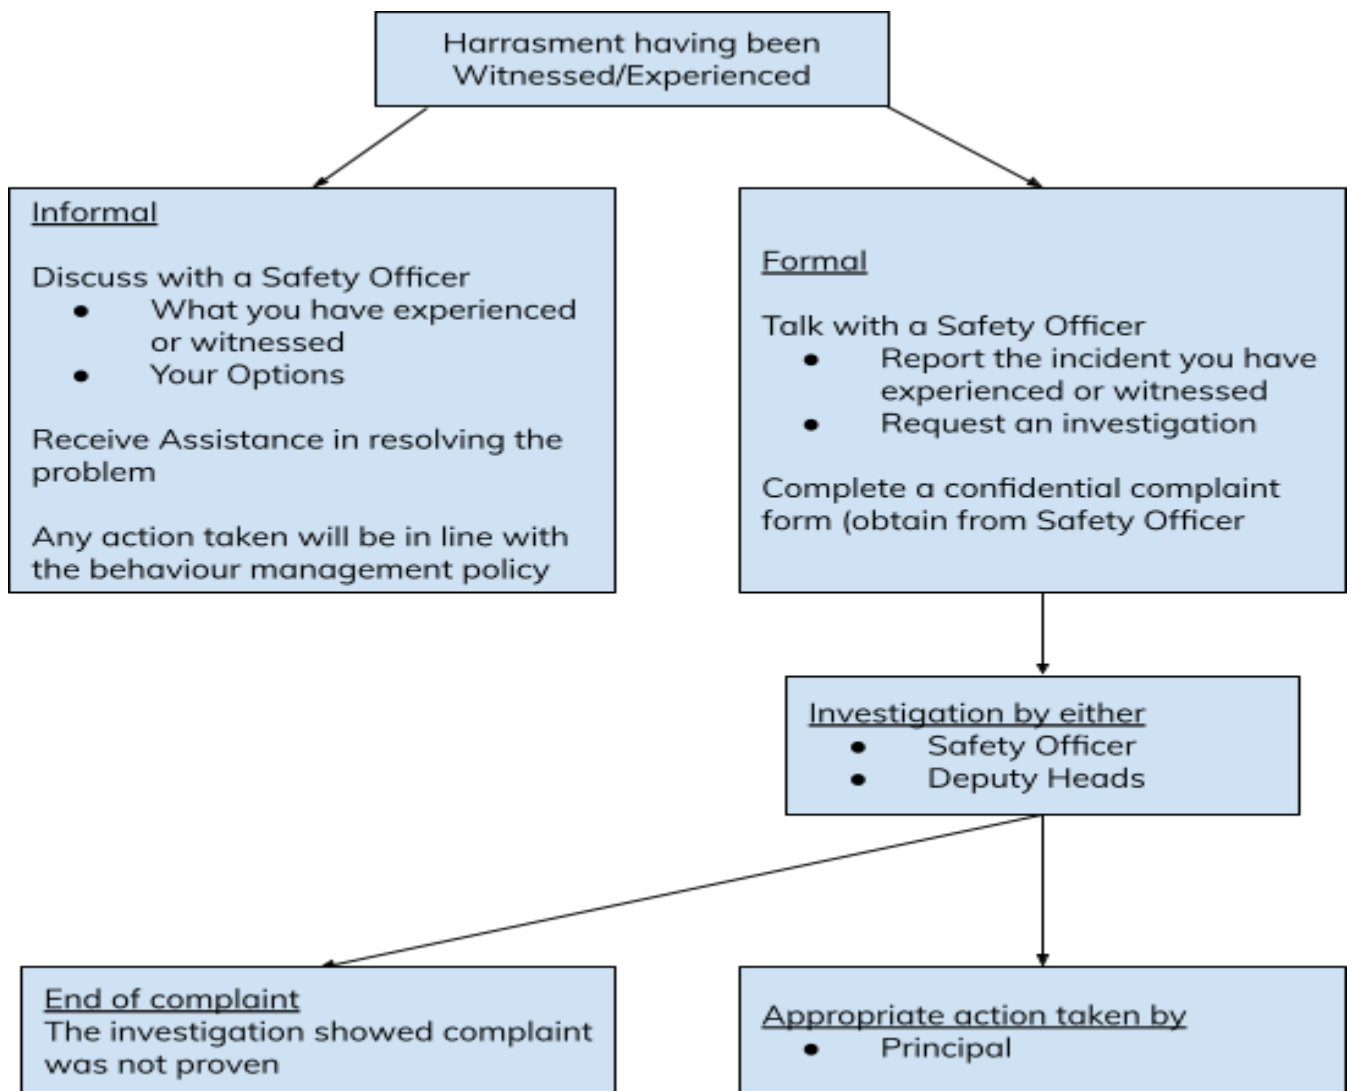 Harrasment having been
Witnessed/Experienced
Informal
Discuss with a Safety Officer
● What you have experienced
or witnessed
● Your Options
Receive Assistance in resolving the
problem
Any action taken will be in line with
the behaviour management policy
Formal
Talk with a Safety Officer
● Report the incident you have
experienced or witnessed
● Request an investigation
Complete a confidential complaint
form (obtain from Safety Officer
Investigation by either
● Safety Officer
● Deputy Heads
End of complaint
The investigation showed complaint
was not proven
Appropriate action taken by
● Principal